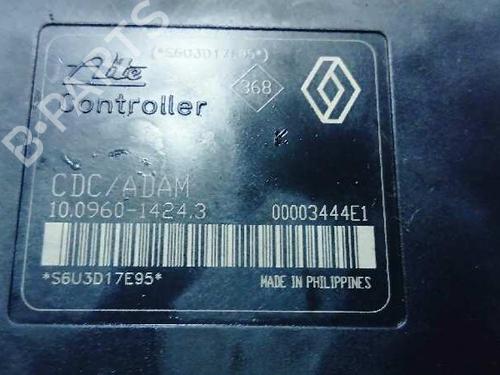 (*S6U3D17E95*)
Ate
Controller
368
CDC/ADAM
10.0960-1424.3 00003444E1
*S6U3D17E95* MADE IN PHILIPPINES
B-PARTS